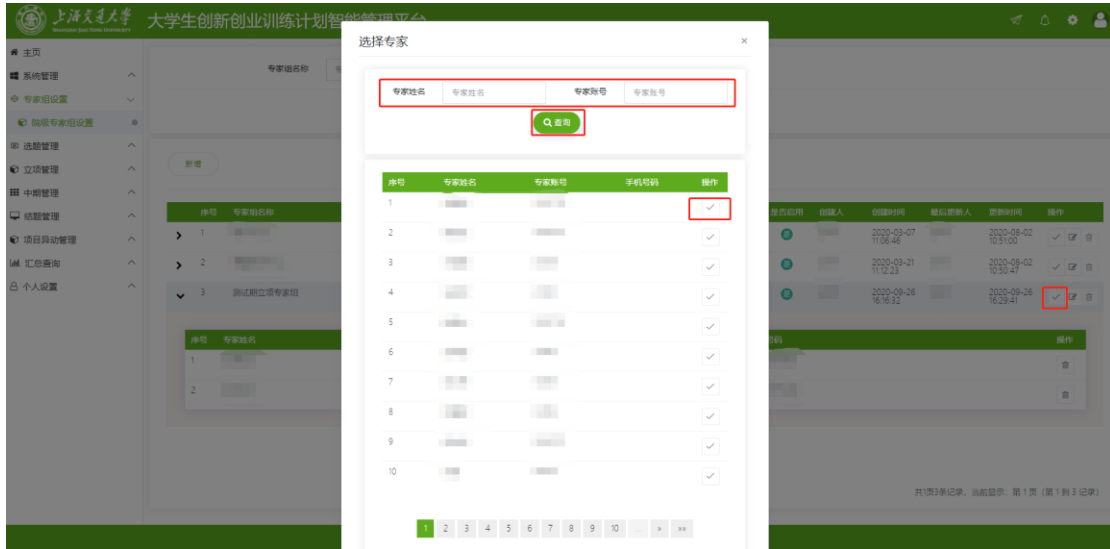 上海交通大学 大学生创新创业训练计划智能管理平台
选择专家 ×
主页
系统管理
专家组设置
院级专家组设置
选题管理
立项管理
中期管理
结题管理
项目异动管理
汇总查询
个人设置
专家组名称
专家姓名 专家姓名 专家账号 专家账号
查询
新增
序号 专家姓名 专家账号 手机号码 操作
1
2
3
4
5
6
7
8
9
10
1 2 3 4 5 6 7 8 9 10 ... » »»
序号 专家组名称 是否启用 创建人 创建时间 最后更新人 更新时间 操作
1 是 2020-03-07 11:06:46 2020-08-02 10:51:00
2 是 2020-03-21 11:12:23 2020-08-02 10:50:47
3 测试期立项专家组 是 2020-09-26 16:16:32 2020-09-26 16:29:41
序号 专家姓名 号码 操作
1
2
共1页3条记录，当前显示: 第 1 页 (第 1 到 3 记录)